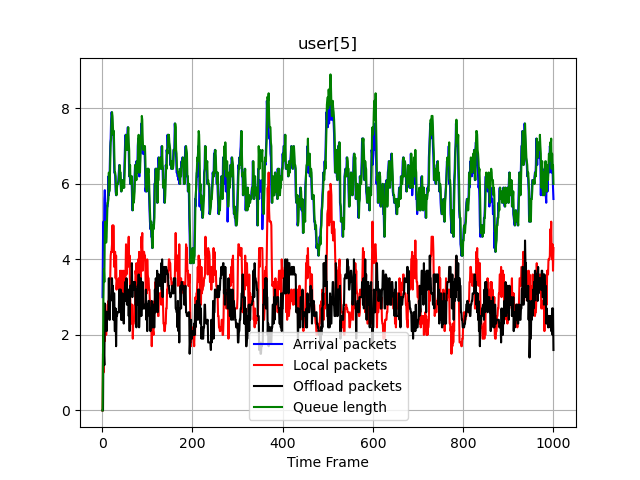 user[5]
8
6
4
2
0
Arrival packets
Local packets
Offload packets
Queue length
0 200 400 600 800 1000
Time Frame